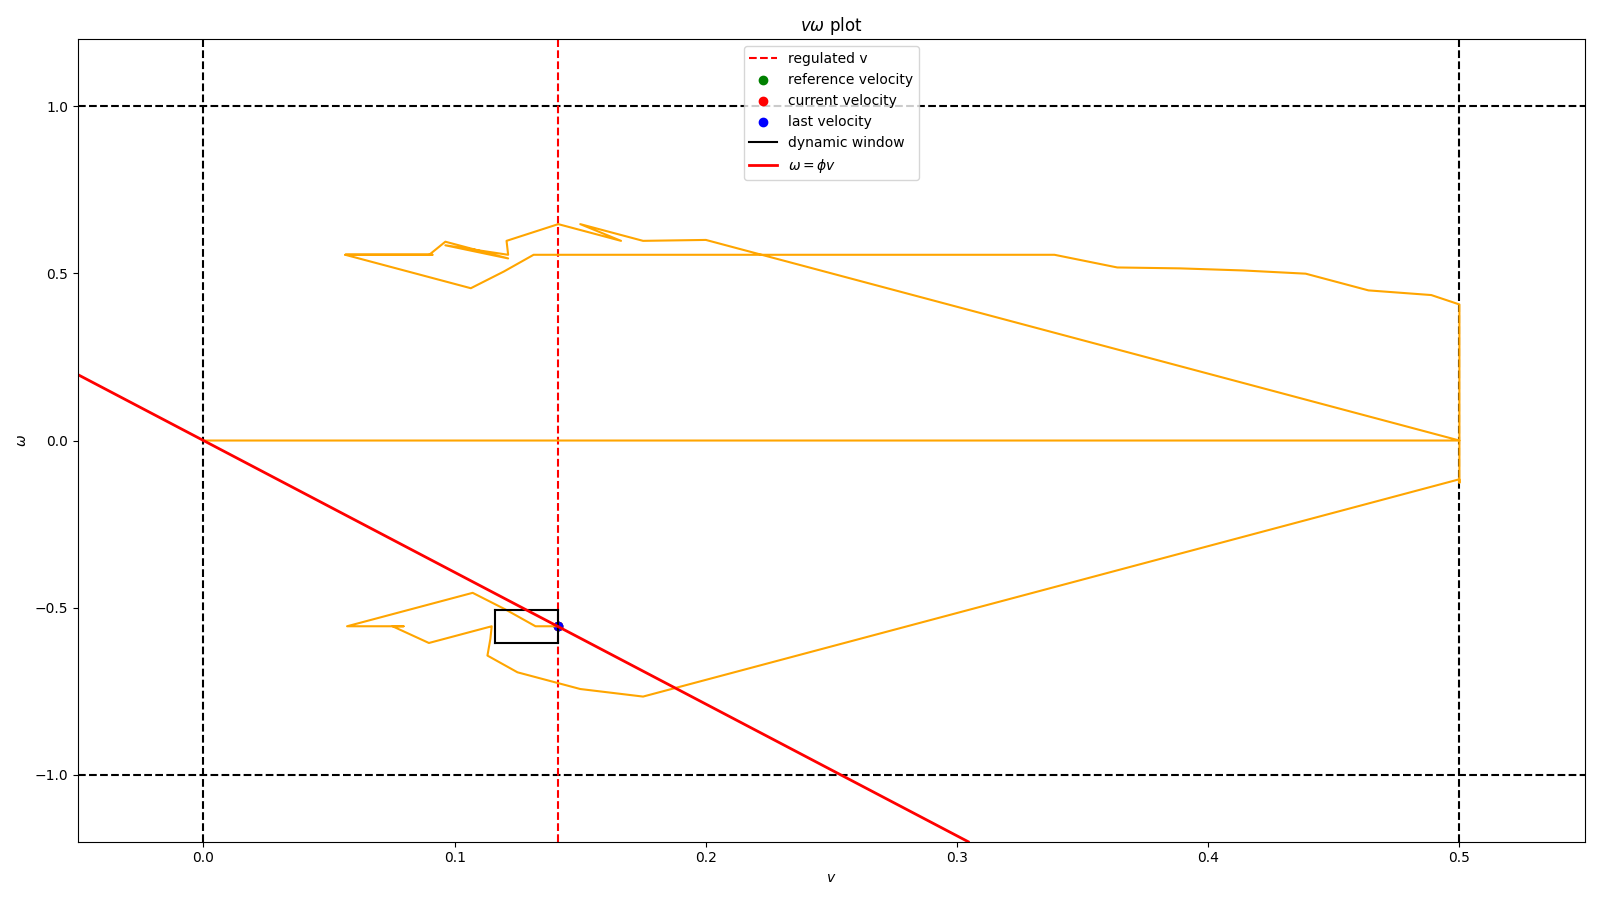 vω plot
regulated v
reference velocity
current velocity
last velocity
dynamic window
ω = ϕv
1.0
0.5
0.0
−0.5
−1.0
ω
0.0 0.1 0.2 0.3 0.4 0.5
v